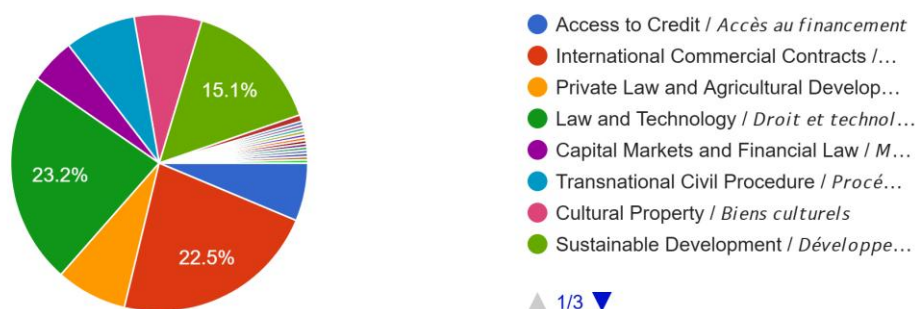 15.1%
23.2%
22.5%
Access to Credit / Accès au financement
International Commercial Contracts /...
Private Law and Agricultural Develop...
Law and Technology / Droit et technol...
Capital Markets and Financial Law / M...
Transnational Civil Procedure / Procé...
Cultural Property / Biens culturels
Sustainable Development / Développe...
1/3